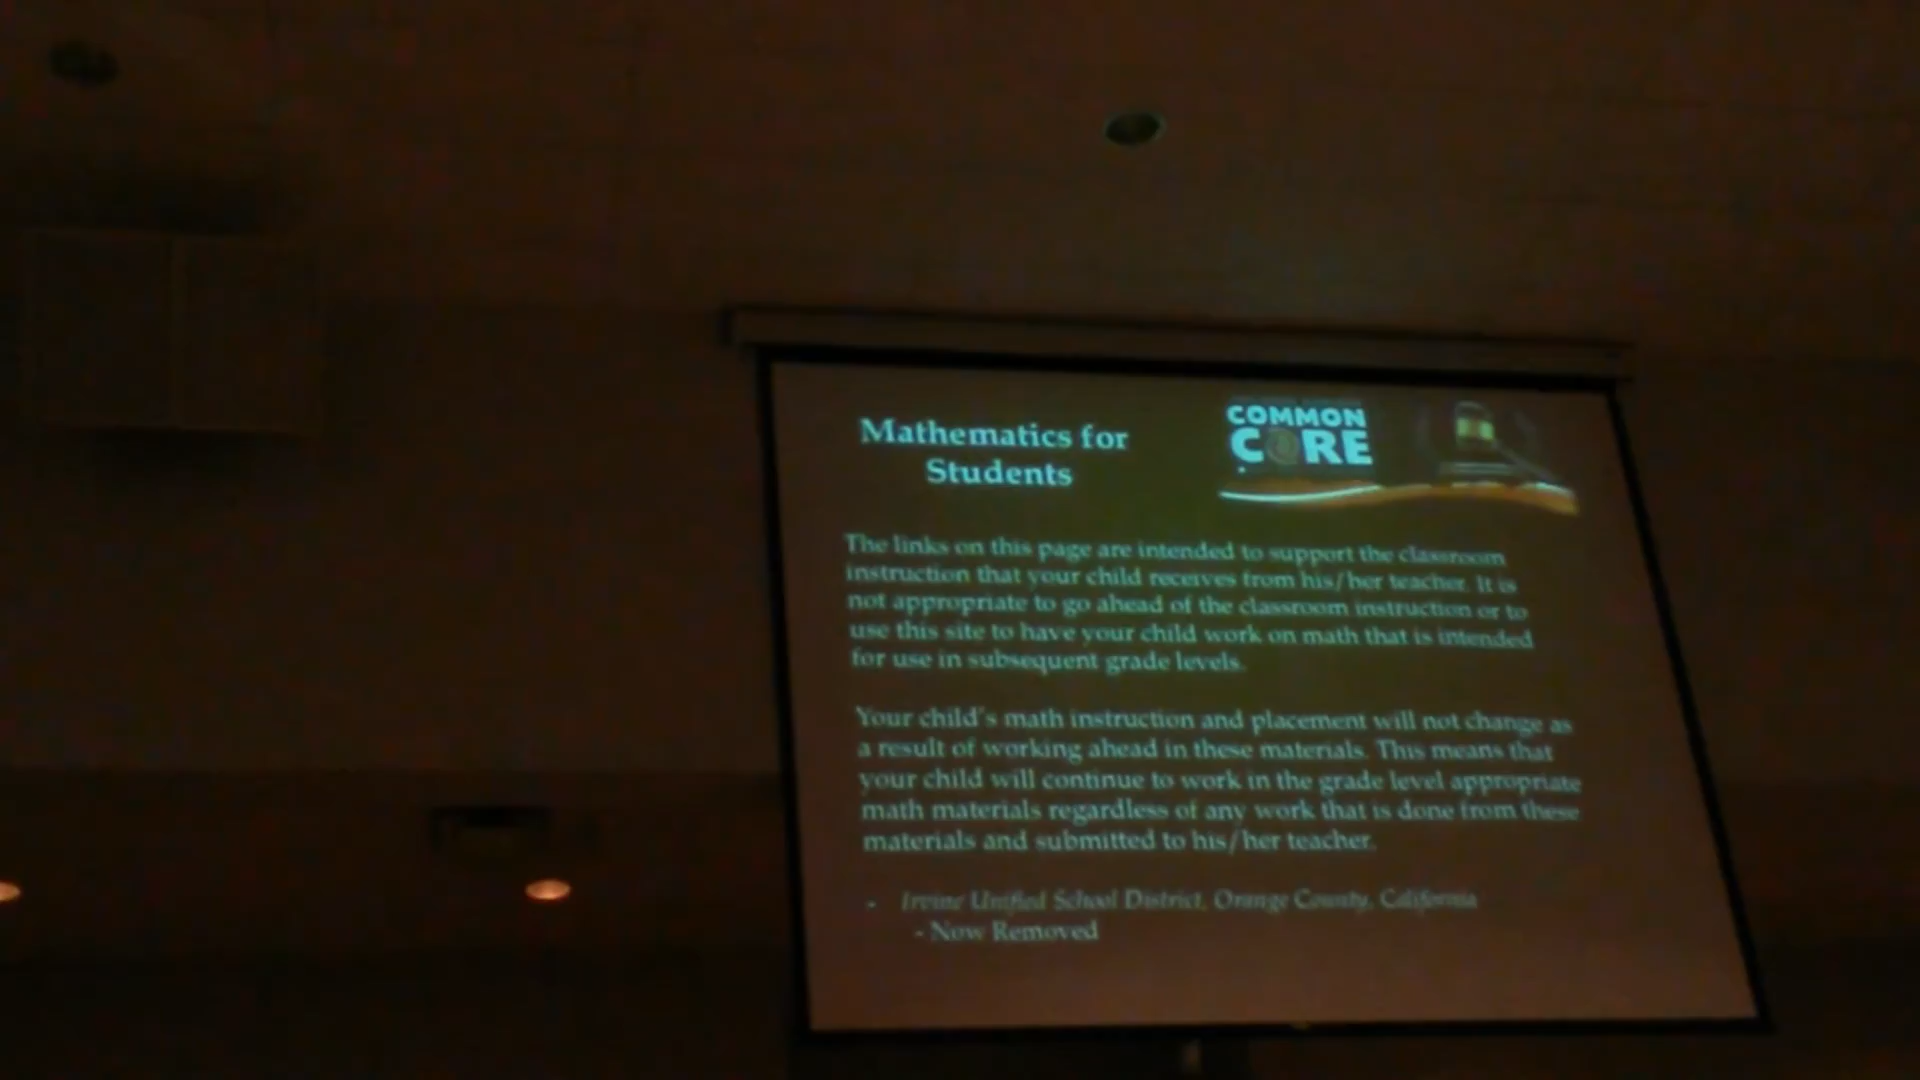 Mathematics for
Students
COMMON
CORE
The links on this page are intended to support the classroom
instruction that your child receives from his/her teacher. It is
not appropriate to go ahead of the classroom instruction or to
use this site to have your child work on math that is intended
for use in subsequent grade levels.
Your child's math instruction and placement will not change as
a result of working ahead in these materials. This means that
your child will continue to work in the grade level appropriate
math materials regardless of any work that is done from these
materials and submitted to his/her teacher.
- Irvine Unified School District, Orange County, California
- Now Removed